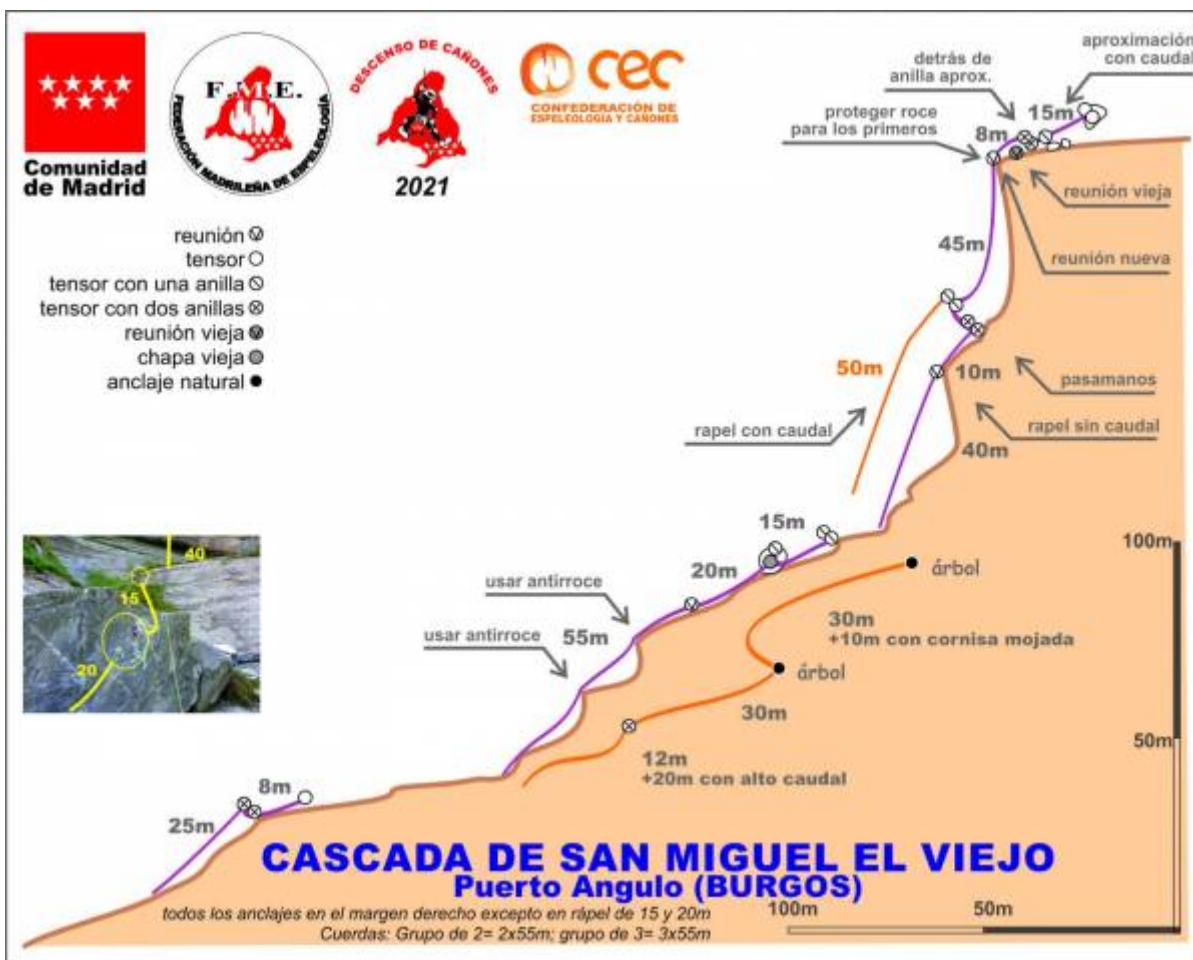 Comunidad
de Madrid
F.M.E.
FEDERACIÓN MADRILEÑA DE ESPELEOLOGÍA
DESCENSO DE CAÑONES
2021
cec
CONFEDERACIÓN DE
ESPELEOLOGÍA Y CAÑONES
reunión
tensor
tensor con una anilla
tensor con dos anillas
reunión vieja
chapa vieja
anclaje natural
aproximación
con caudal
detrás de
anilla aprox.
proteger roce
para los primeros
15m
8m
reunión vieja
reunión nueva
45m
50m
10m
pasamanos
rapel con caudal
rapel sin caudal
40m
15m
20m
usar antirroce
usar antirroce
55m
árbol
30m
+10m con cornisa mojada
árbol
30m
12m
+20m con alto caudal
100m
50m
40
15
20
8m
25m
CASCADA DE SAN MIGUEL EL VIEJO
Puerto Angulo (BURGOS)
todos los anclajes en el margen derecho excepto en rápel de 15 y 20m
Cuerdas: Grupo de 2= 2x55m; grupo de 3= 3x55m
100m
50m